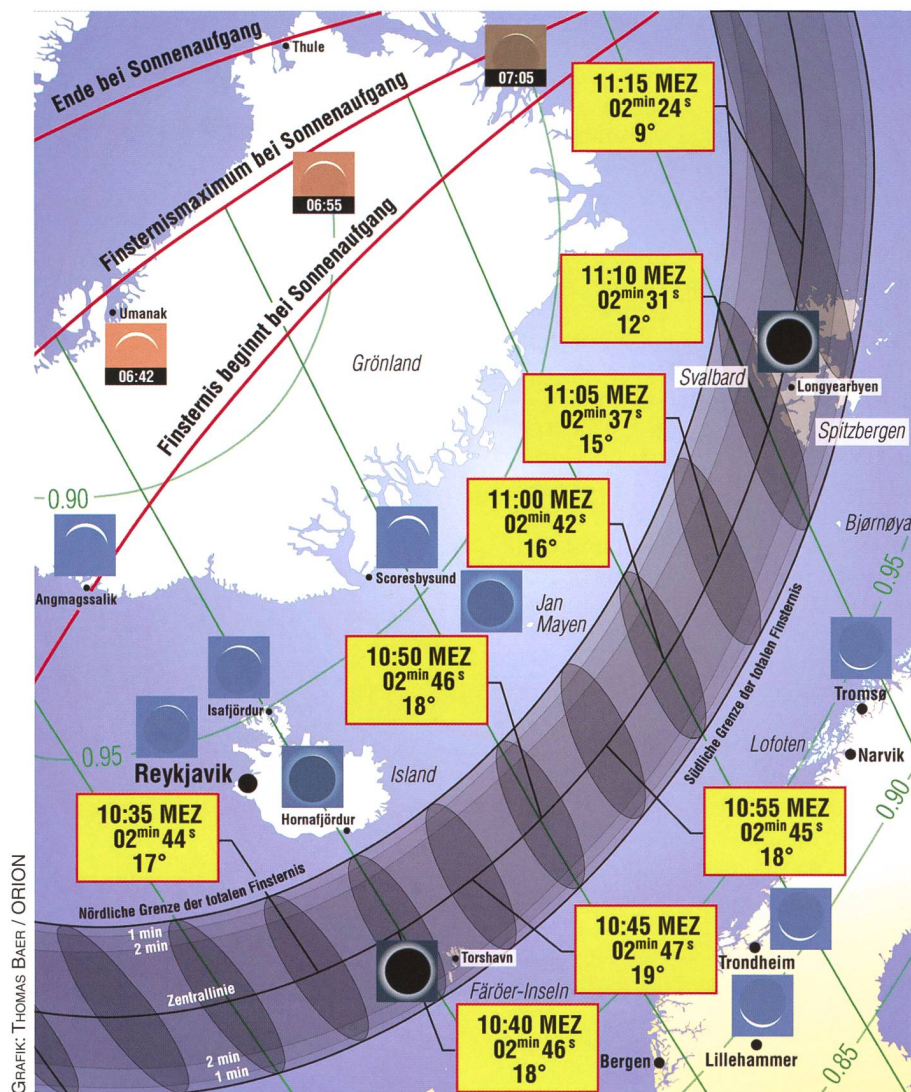 Ende bei Sonnenaufgang
Thule
07:05
11:15 MEZ
02min 24s
9°
Finsternismaximum bei Sonnenaufgang
06:55
Finsternis beginnt bei Sonnenaufgang
Umanak
06:42
Grönland
11:10 MEZ
02min 31s
12°
Svalbard
Longyearbyen
Spitzbergen
11:05 MEZ
02min 37s
15°
0.90
11:00 MEZ
02min 42s
16°
Bjørnøya
0.95
Angmagssalik
Scoresbysund
Jan
Mayen
10:50 MEZ
02min 46s
18°
Südliche Grenze der totalen Finsternis
Tromsø
Isafjördur
0.95
Reykjavik
Island
Lofoten
Narvik
0.90
Hornafjördur
10:35 MEZ
02min 44s
17°
10:55 MEZ
02min 45s
18°
Nördliche Grenze der totalen Finsternis
1 min
2 min
10:45 MEZ
02min 47s
19°
Trondheim
Torshavn
Zentrallinie
Färöer-Inseln
10:40 MEZ
02min 46s
18°
2 min
1 min
Bergen
Lillehammer
0.85
GRAFIK: THOMAS BAER / ORION